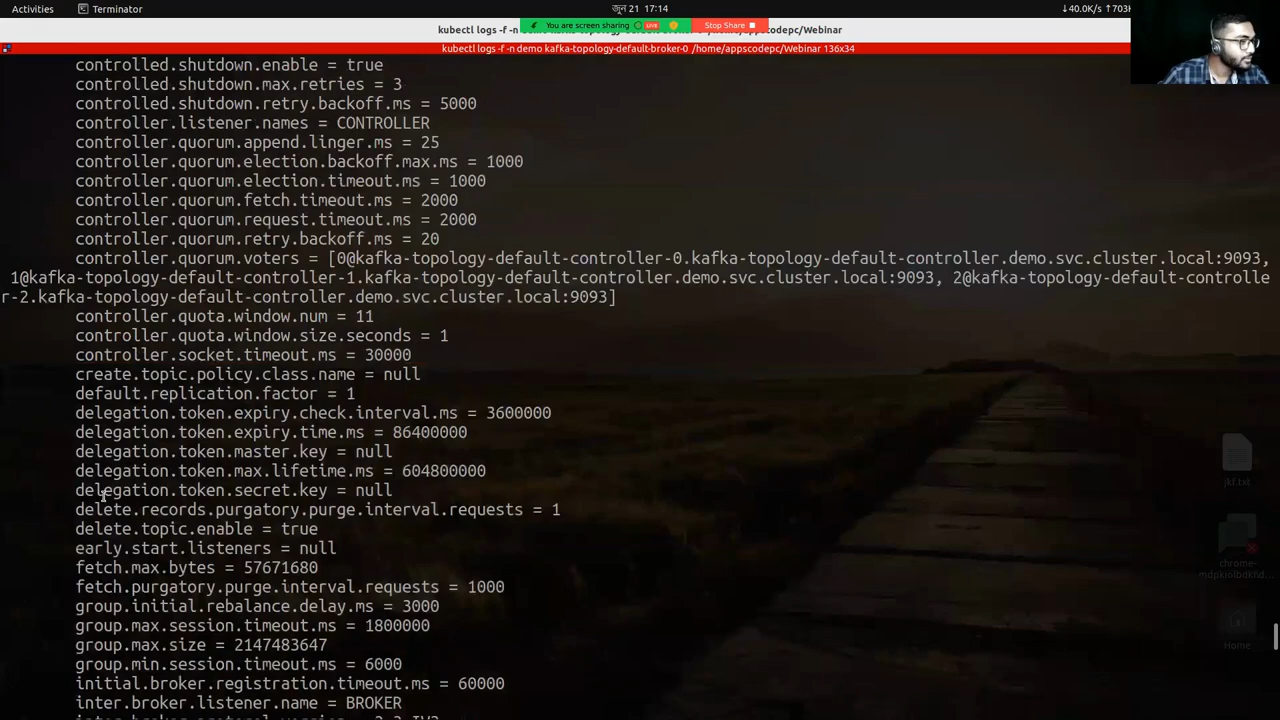 Activities
Terminator
জুন 21 17:14
↓40.0K/s ↑703K
You are screen sharing
LIVE
Stop Share
kubectl logs -f -n demo kafka-topology-default-broker-0 /home/appscodepc/Webinar 136x34
controlled.shutdown.enable = true
controlled.shutdown.max.retries = 3
controlled.shutdown.retry.backoff.ms = 5000
controller.listener.names = CONTROLLER
controller.quorum.append.linger.ms = 25
controller.quorum.election.backoff.max.ms = 1000
controller.quorum.election.timeout.ms = 1000
controller.quorum.fetch.timeout.ms = 2000
controller.quorum.request.timeout.ms = 2000
controller.quorum.retry.backoff.ms = 20
controller.quorum.voters = [0@kafka-topology-default-controller-0.kafka-topology-default-controller.demo.svc.cluster.local:9093,
1@kafka-topology-default-controller-1.kafka-topology-default-controller.demo.svc.cluster.local:9093, 2@kafka-topology-default-controlle
r-2.kafka-topology-default-controller.demo.svc.cluster.local:9093]
controller.quota.window.num = 11
controller.quota.window.size.seconds = 1
controller.socket.timeout.ms = 30000
create.topic.policy.class.name = null
default.replication.factor = 1
delegation.token.expiry.check.interval.ms = 3600000
delegation.token.expiry.time.ms = 86400000
delegation.token.master.key = null
delegation.token.max.lifetime.ms = 604800000
delegation.token.secret.key = null
delete.records.purgatory.purge.interval.requests = 1
delete.topic.enable = true
early.start.listeners = null
fetch.max.bytes = 57671680
fetch.purgatory.purge.interval.requests = 1000
group.initial.rebalance.delay.ms = 3000
group.max.session.timeout.ms = 1800000
group.max.size = 2147483647
group.min.session.timeout.ms = 6000
initial.broker.registration.timeout.ms = 60000
inter.broker.listener.name = BROKER
jkf.txt
chrome-
Home